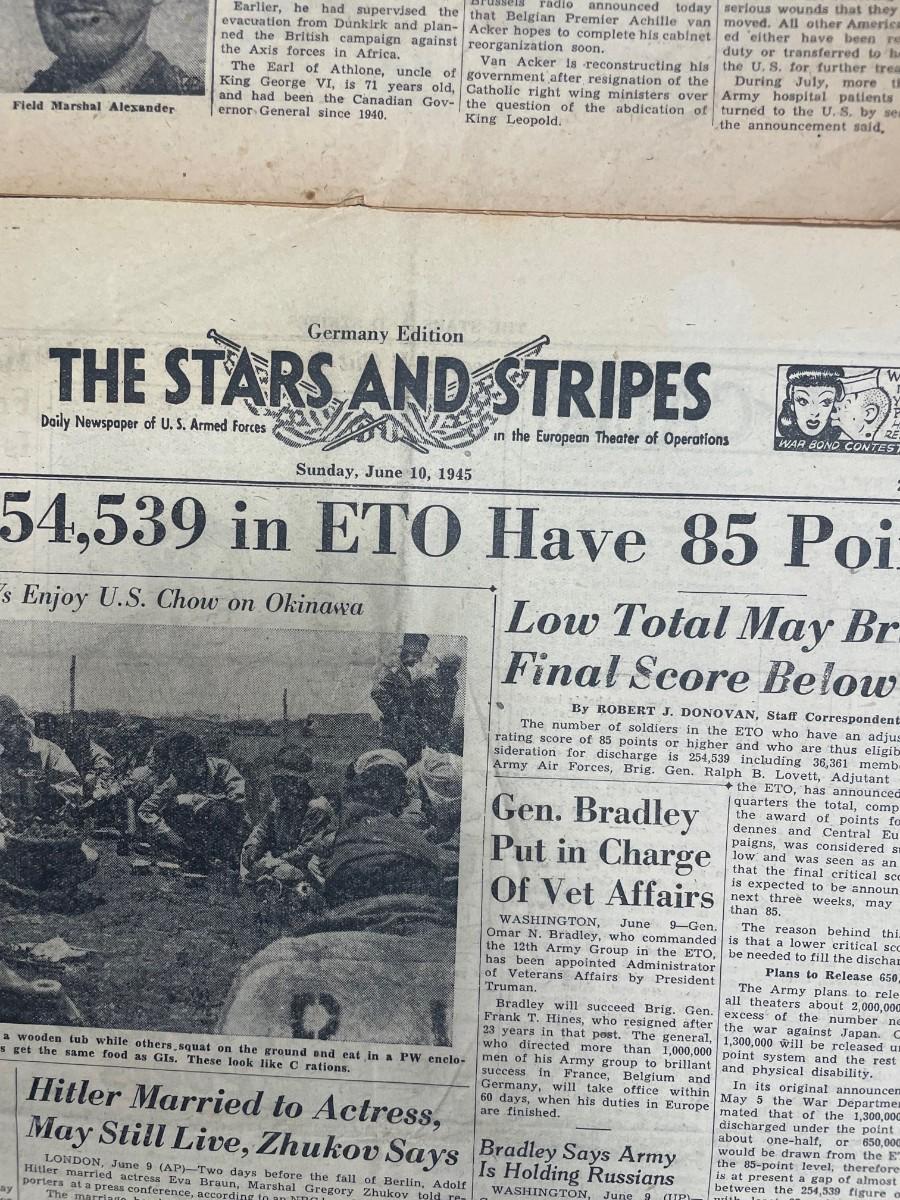 Earlier, he had supervised the
evacuation from Dunkirk and plan-
ned the British campaign against
the Axis forces in Africa.
The Earl of Athlone, uncle of
King George VI, is 71 years old,
and had been the Canadian Gov-
ernor General since 1940.
Field Marshal Alexander
Brussels radio announced today
that Belgian Premier Achille van
Acker hopes to complete his cabinet
reorganization soon.
Van Acker is reconstructing his
government after resignation of the
Catholic right wing ministers over
the question of the abdication of
King Leopold.
serious wounds that they
moved. All other America
ed either have been re
duty or transferred to h
the U.S. for further trea
During July, more t
Army hospital patients
turned to the U.S. by se
the announcement said.
Germany Edition
THE STARS AND STRIPES
Daily Newspaper of U.S. Armed Forces
in the European Theater of Operations
Sunday, June 10, 1945
WAR BOND CONTEST
54,539 in ETO Have 85 Poi
's Enjoy U.S. Chow on Okinawa
a wooden tub while others squat on the ground and eat in a PW enclo-
s get the same food as GIs. These look like C rations.
Low Total May Br
Final Score Below
By ROBERT J. DONOVAN, Staff Correspondent
The number of soldiers in the ETO who have an adjus
rating score of 85 points or higher and who are thus eligib
sideration for discharge is 254,539 including 36,361 memb
Army Air Forces, Brig. Gen. Ralph B. Lovett, Adjutant
the ETO, has announced
quarters the total, comp
the award of points fo
dennes and Central Eu
paigns, was considered su
low and was seen as an
that the final critical sco
is expected to be announ
next three weeks, may
than 85.
The reason behind thi
is that a lower critical sco
be needed to fill the dischar
Plans to Release 650,
The Army plans to rele
all theaters about 2,000,000
excess of the number ne
the war against Japan. O
1,300,000 will be released u
point system and the rest
and physical disability.
In its original announcem
May 5 the War Departme
mated that of the 1,300,000
discharged under the point
about one-half, or 650,000
would be drawn from the ET
the 85-point level, therefore
is at present a gap of almost
between the 254,539 figure
Gen. Bradley
Put in Charge
Of Vet Affairs
WASHINGTON, June 9—Gen.
Omar N. Bradley, who commanded
the 12th Army Group in the ETO,
has been appointed Administrator
of Veterans Affairs by President
Truman.
Bradley will succeed Brig. Gen.
Frank T. Hines, who resigned after
23 years in that post. The general,
who directed more than 1,000,000
men of his Army group to brilliant
success in France, Belgium and
Germany, will take office within
60 days, when his duties in Europe
are finished.
Bradley Says Army
Is Holding Russians
WASHINGTON, June 9 (UP)—
Hitler Married to Actress,
May Still Live, Zhukov Says
LONDON, June 9 (AP)—Two days before the fall of Berlin, Adolf
Hitler married actress Eva Braun, Marshal Gregory Zhukov told re-
porters at a press conference, according to an
The marriage